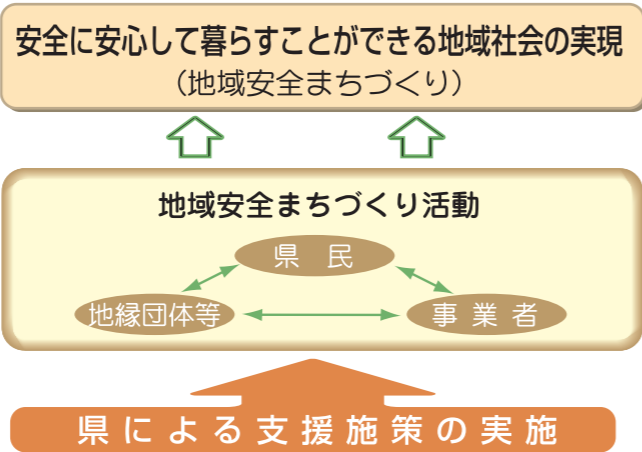 安全に安心して暮らすことができる地域社会の実現
（地域安全まちづくり）
地域安全まちづくり活動
県 民
地縁団体等
事 業 者
県による支援施策の実施